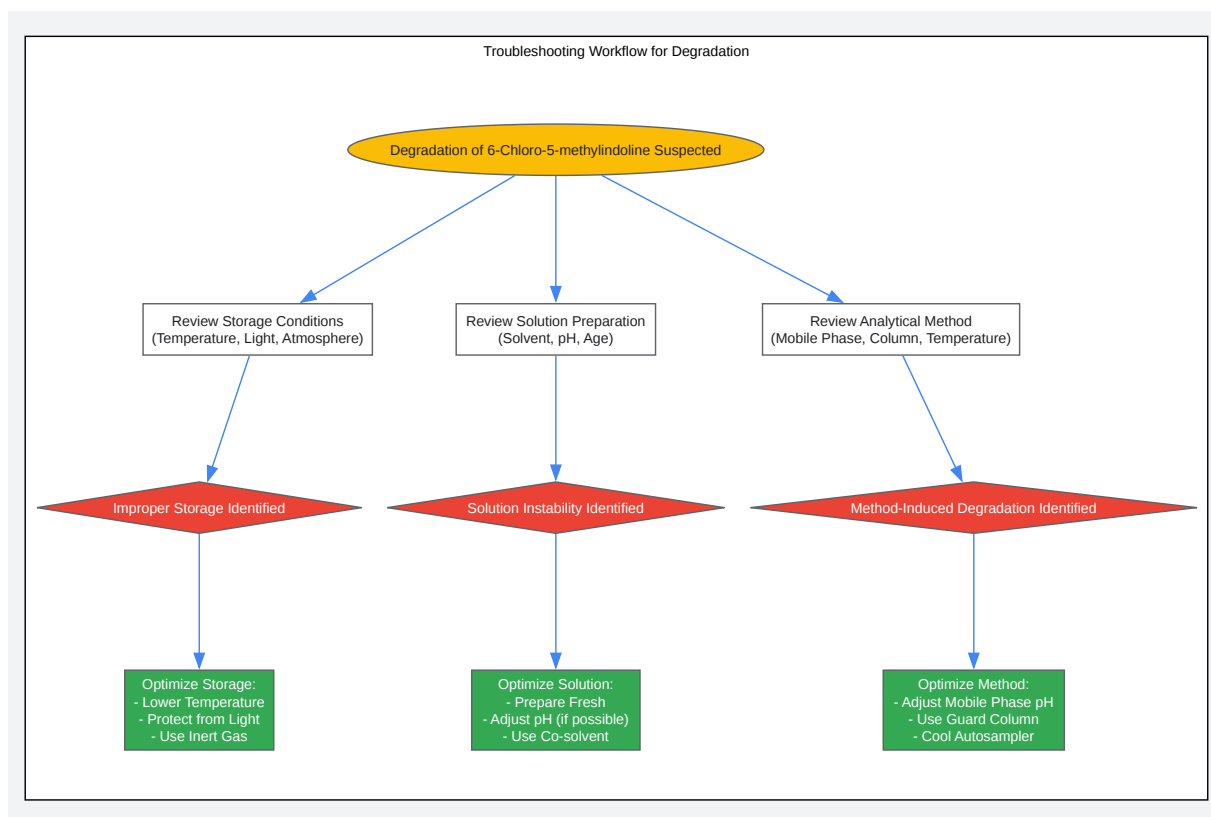 Troubleshooting Workflow for Degradation
Degradation of 6-Chloro-5-methylindoline Suspected
Review Storage Conditions
(Temperature, Light, Atmosphere)
Review Solution Preparation
(Solvent, pH, Age)
Review Analytical Method
(Mobile Phase, Column, Temperature)
Improper Storage Identified
Solution Instability Identified
Method-Induced Degradation Identified
Optimize Storage:
- Lower Temperature
- Protect from Light
- Use Inert Gas
Optimize Solution:
- Prepare Fresh
- Adjust pH (if possible)
- Use Co-solvent
Optimize Method:
- Adjust Mobile Phase pH
- Use Guard Column
- Cool Autosampler